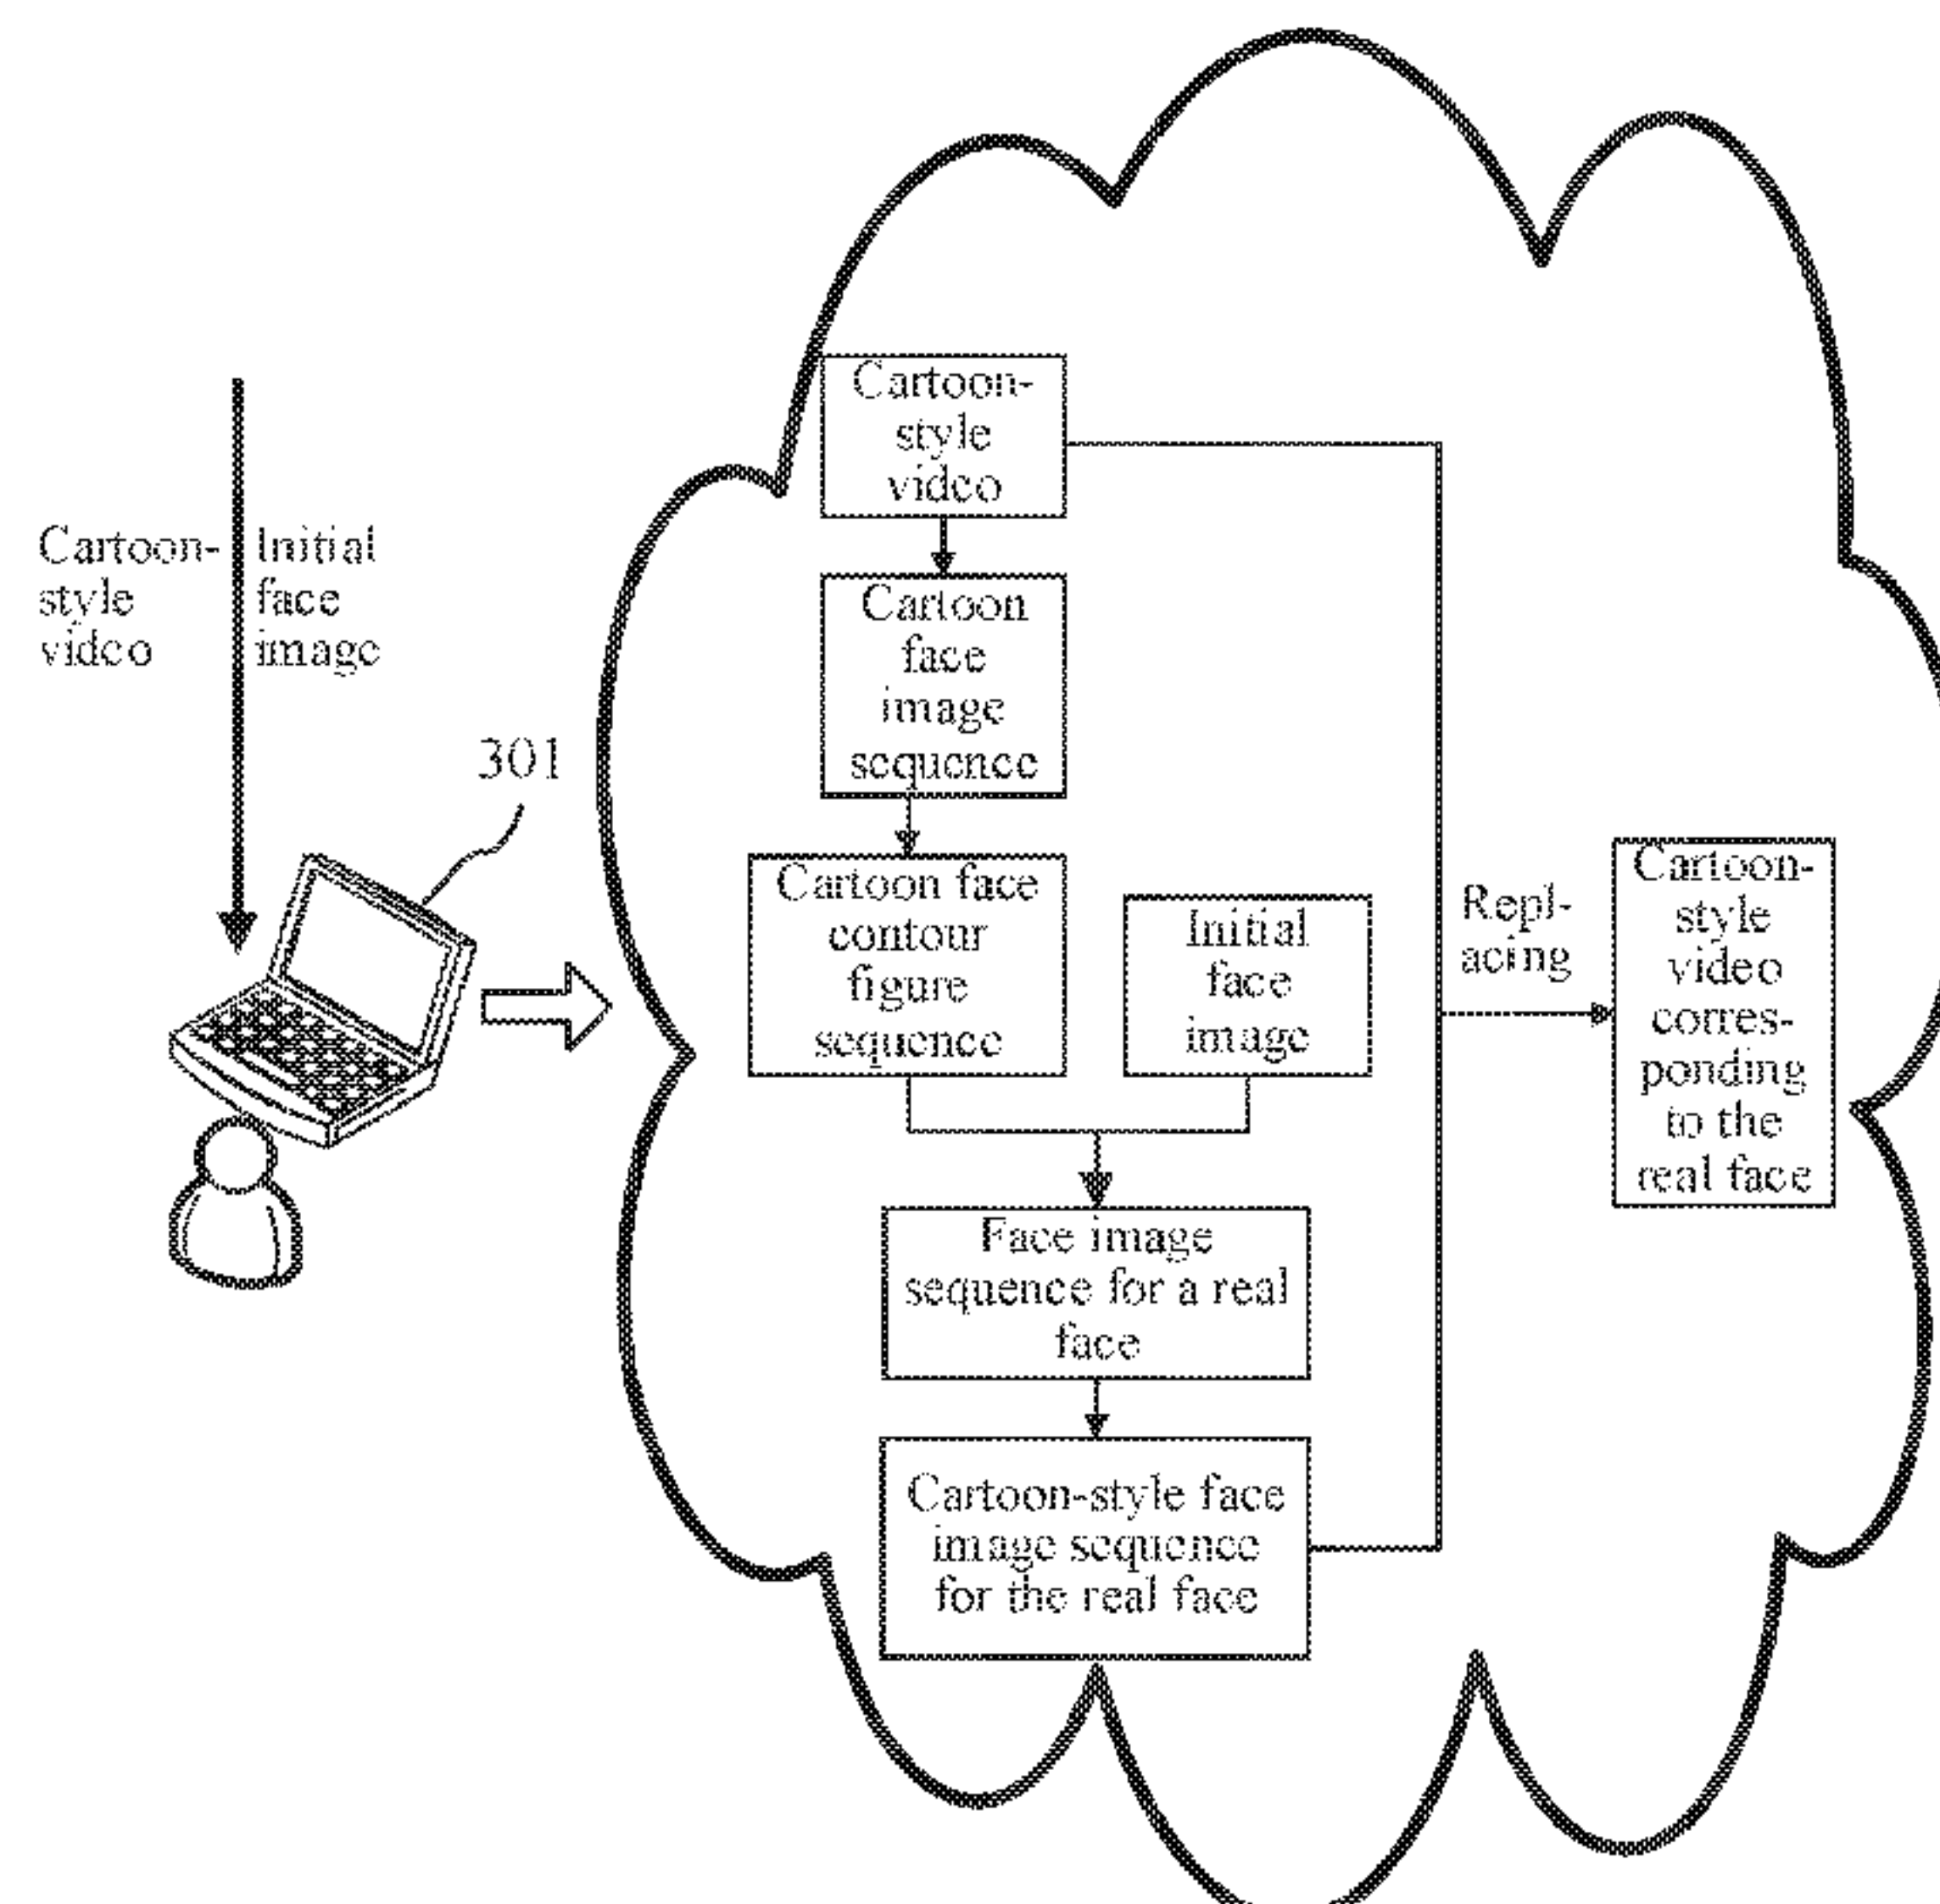 Cartoon-
style
video
Initial
face
image
301
Cartoon-
style
video
Cartoon
face
image
sequence
Cartoon face
contour
figure
sequence
Initial
face
image
Face image
sequence for a real
face
Cartoon-style face
image sequence
for the real face
Repl-
acing
Cartoon-
style
video
corres-
ponding
to the
real face